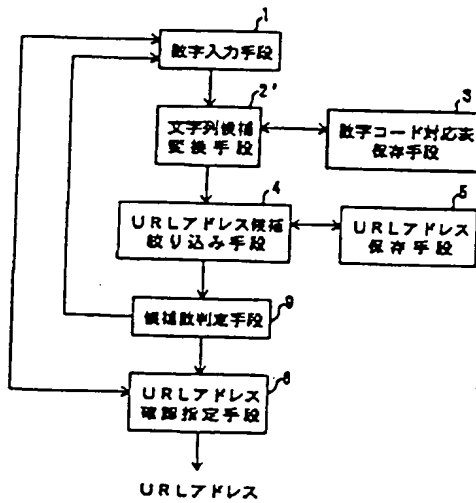 1
数字入力手段
2'
文字列候補
変換手段
3
数字コード対応表
保存手段
4
URLアドレス候補
絞り込み手段
5
URLアドレス
保存手段
9
候補数判定手段
6
URLアドレス
確認指定手段
URLアドレス